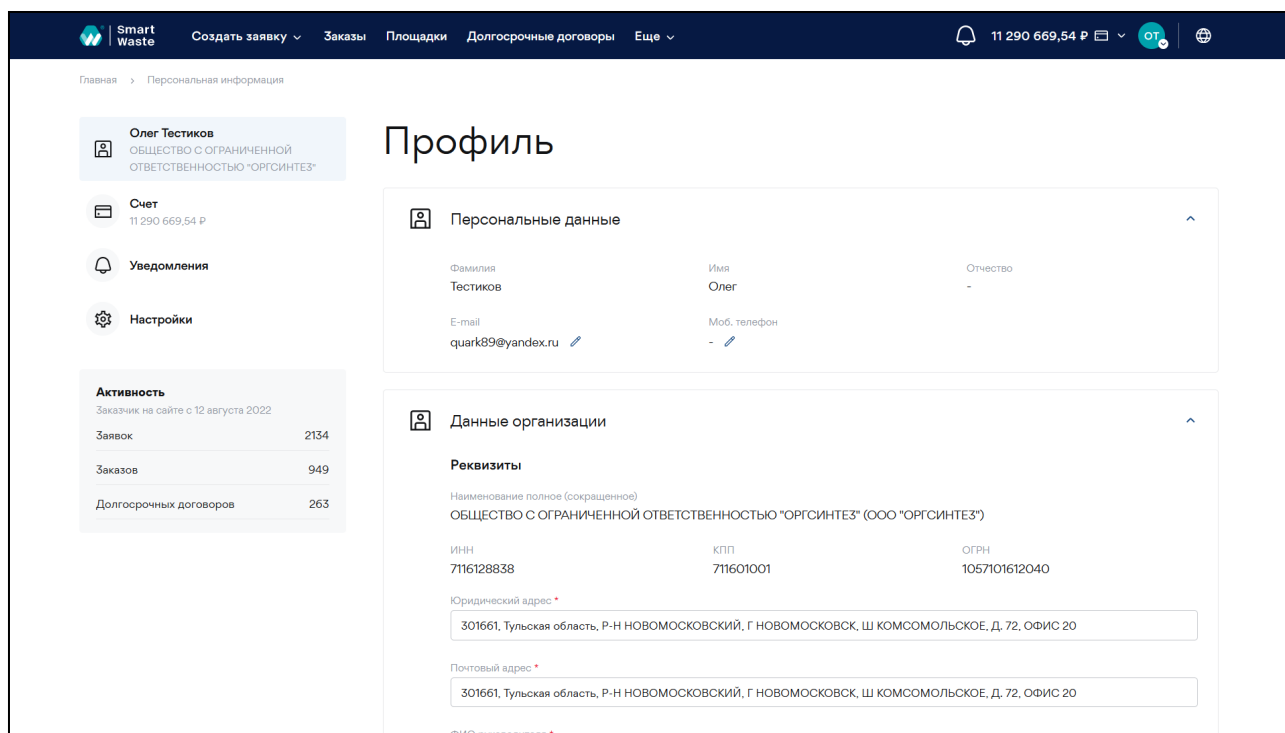 Smart
Waste
Создать заявку Заказы Площадки Долгосрочные договоры Еще 11 290 669,54 ₽ ОТ
Главная > Персональная информация
Олег Тестиков
ОБЩЕСТВО С ОГРАНИЧЕННОЙ
ОТВЕТСТВЕННОСТЬЮ "ОРГСИНТЕЗ"
Счет
11 290 669,54 ₽
Уведомления
Настройки
Активность
Заказчик на сайте с 12 августа 2022
Заявок 2134
Заказов 949
Долгосрочных договоров 263
Профиль
Персональные данные
Фамилия Имя Отчество
Тестиков Олег -
E-mail Моб. телефон
quark89@yandex.ru -
Данные организации
Реквизиты
Наименование полное (сокращенное)
ОБЩЕСТВО С ОГРАНИЧЕННОЙ ОТВЕТСТВЕННОСТЬЮ "ОРГСИНТЕЗ" (ООО "ОРГСИНТЕЗ")
ИНН КПП ОГРН
7116128838 711601001 1057101612040
Юридический адрес *
301661, Тульская область, Р-Н НОВОМОСКОВСКИЙ, Г НОВОМОСКОВСК, Ш КОМСОМОЛЬСКОЕ, Д. 72, ОФИС 20
Почтовый адрес *
301661, Тульская область, Р-Н НОВОМОСКОВСКИЙ, Г НОВОМОСКОВСК, Ш КОМСОМОЛЬСКОЕ, Д. 72, ОФИС 20